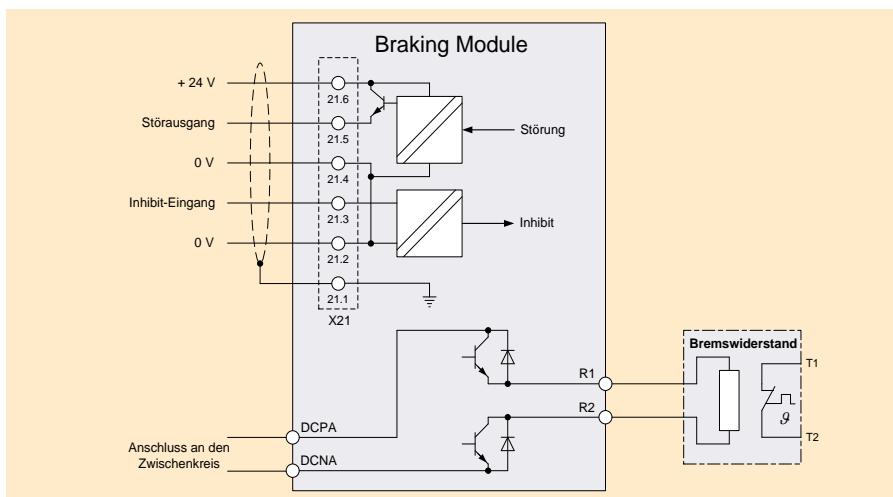 Braking Module
+ 24 V
21.6
Störausgang
21.5
Störung
0 V
21.4
Inhibit-Eingang
21.3
Inhibit
0 V
21.2
21.1
X21
Bremswiderstand
R1
T1
R2
ϑ
T2
DCPA
Anschluss an den
Zwischenkreis
DCNA